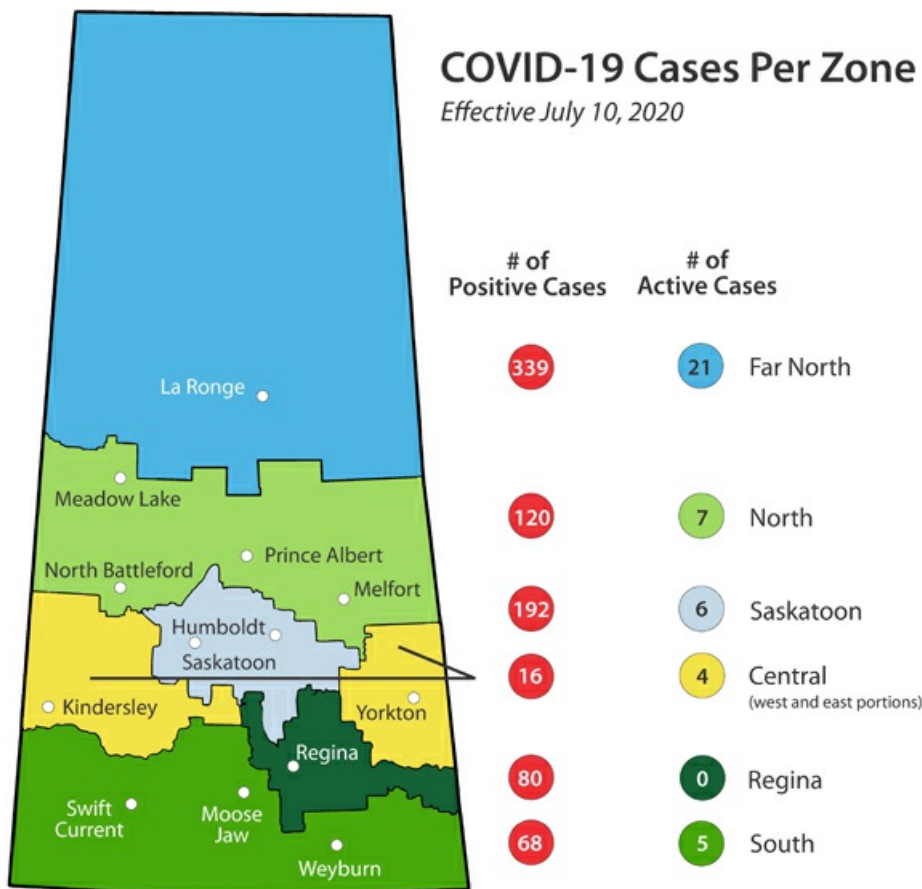 COVID-19 Cases Per Zone
Effective July 10, 2020
# of
Positive Cases
# of
Active Cases
339
21
Far North
La Ronge
Meadow Lake
120
7
North
Prince Albert
North Battleford
Melfort
192
6
Saskatoon
Humboldt
Saskatoon
16
4
Central
(west and east portions)
Kindersley
Yorkton
Regina
80
0
Regina
Swift
Current
Moose
Jaw
68
5
South
Weyburn